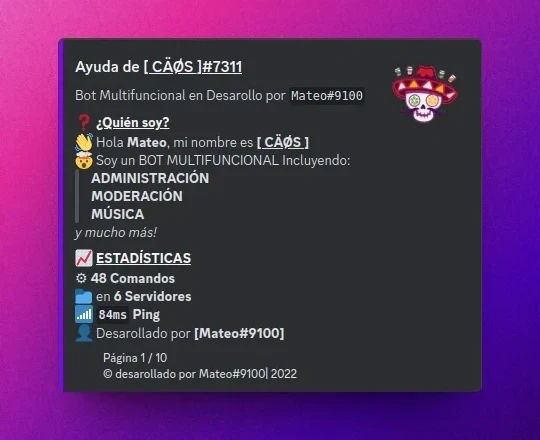 Ayuda de [ CÄØS ]#7311
Bot Multifuncional en Desarollo por Mateo#9100
❓ ¿Quién soy?
👋 Hola Mateo, mi nombre es [ CÄØS ]
🤯 Soy un BOT MULTIFUNCIONAL Incluyendo:
ADMINISTRACIÓN
MODERACIÓN
MÚSICA
y mucho más!
📈 ESTADÍSTICAS
⚙ 48 Comandos
📁 en 6 Servidores
📶 84ms Ping
👤 Desarollado por [Mateo#9100]
Página 1 / 10
© desarollado por Mateo#9100| 2022